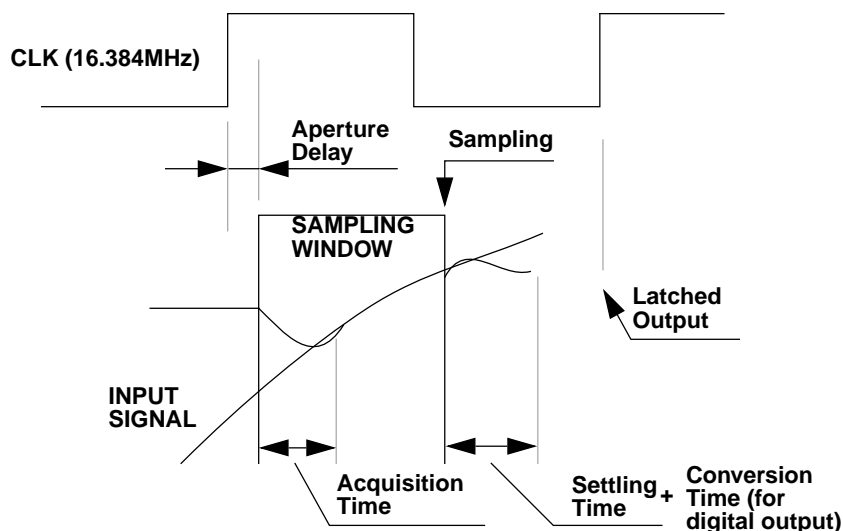 CLK (16.384MHz)
Aperture
Delay
Sampling
SAMPLING
WINDOW
Latched
Output
INPUT
SIGNAL
Acquisition
Time
Settling
Time
+
Conversion
Time (for
digital output)